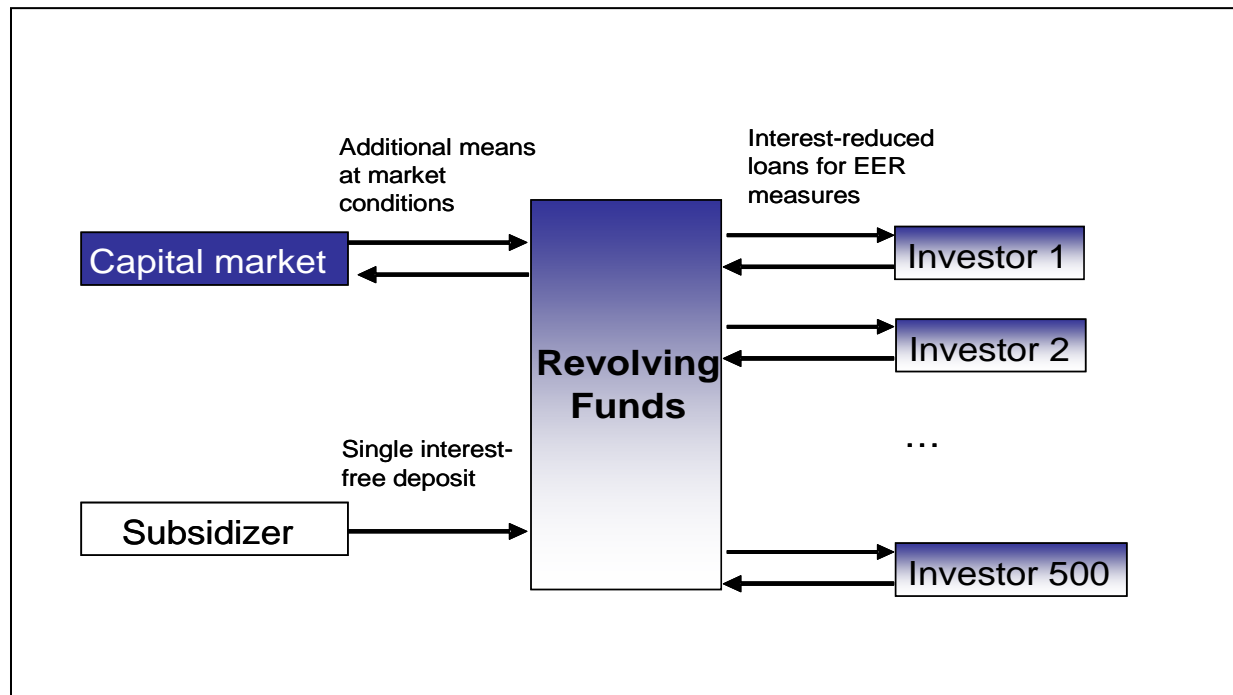 Additional means
at market
conditions
Interest-reduced
loans for EER
measures
Capital market
Investor 1
Investor 2
Revolving
Funds
...
Single interest-
free deposit
Subsidizer
Investor 500